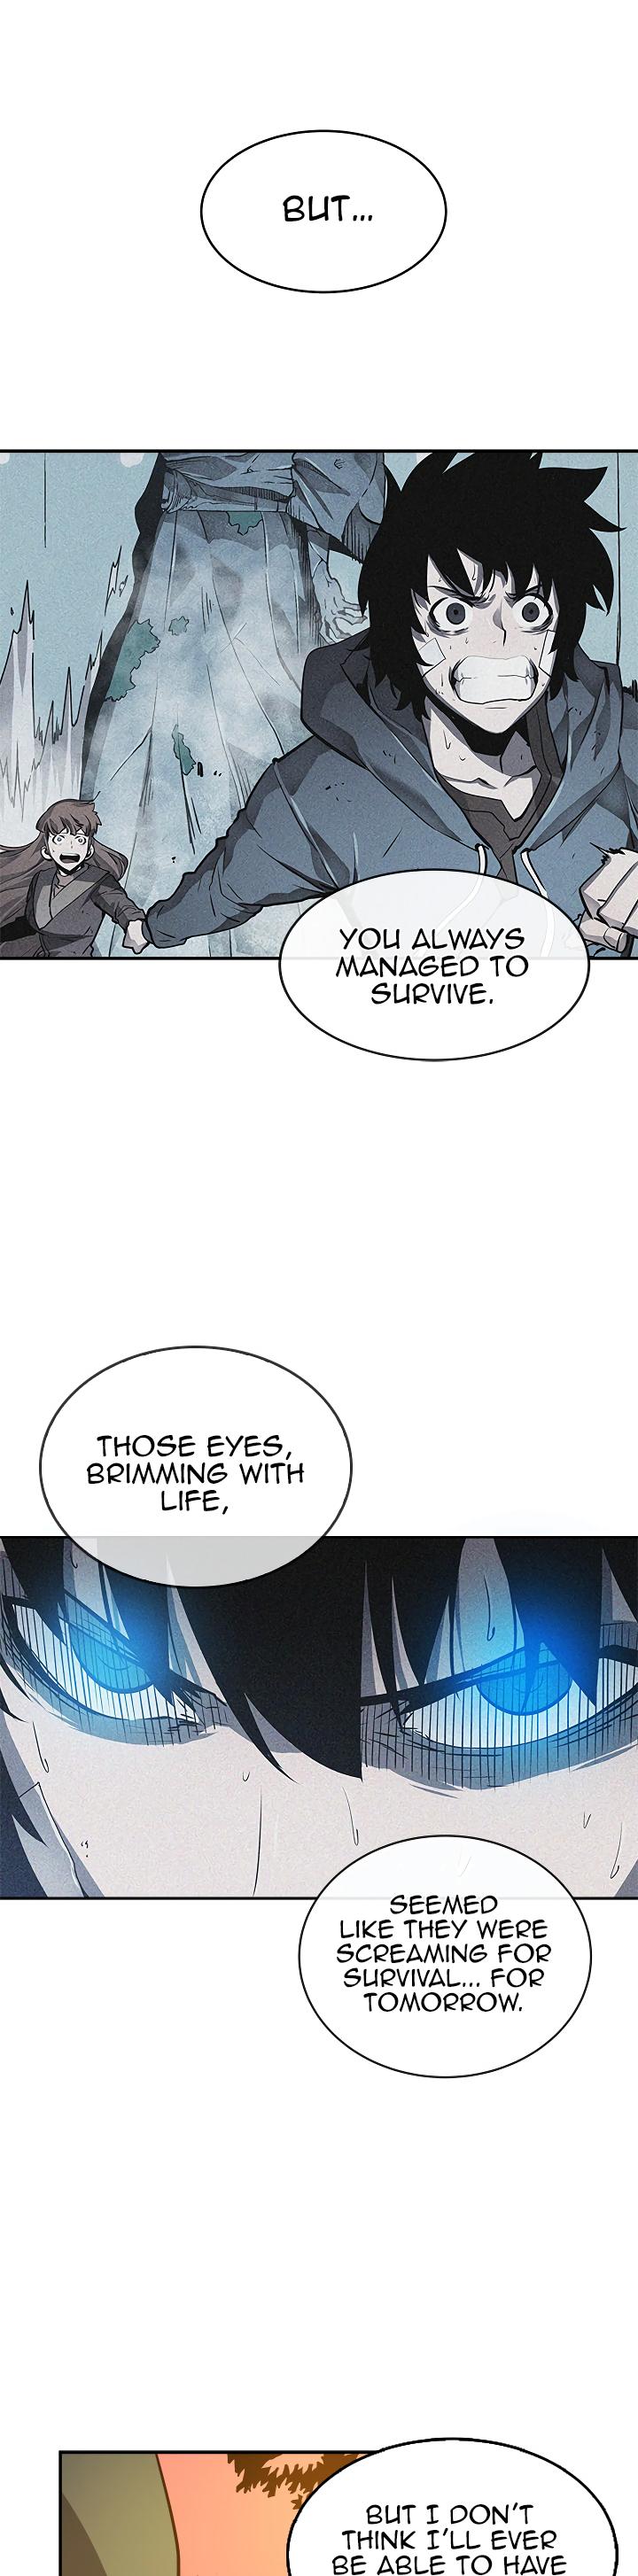 BUT...
YOU ALWAYS
MANAGED TO
SURVIVE.
THOSE EYES,
BRIMMING WITH
LIFE,
SEEMED
LIKE THEY WERE
SCREAMING FOR
SURVIVAL... FOR
TOMORROW.
BUT I DON'T
THINK I'LL EVER
BE ABLE TO HAVE